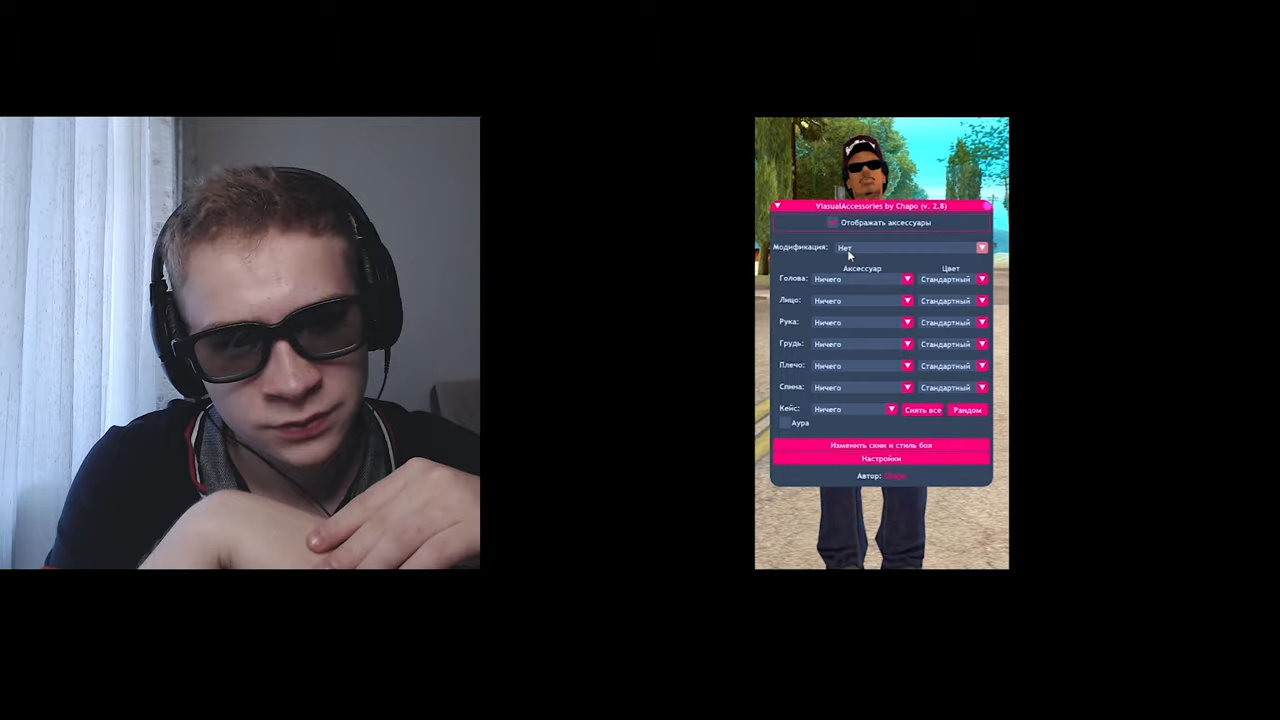 ViasualAccessories by Chapo (v. 2.8)
Отображать аксессуары
Модификация: Нет
Аксессуар Цвет
Голова: Ничего Стандартный
Лицо: Ничего Стандартный
Рука: Ничего Стандартный
Грудь: Ничего Стандартный
Плечо: Ничего Стандартный
Спина: Ничего Стандартный
Кейс: Ничего Снять все Рандом
Аура
Изменить скин и стиль боя
Настройки
Автор: Chapo